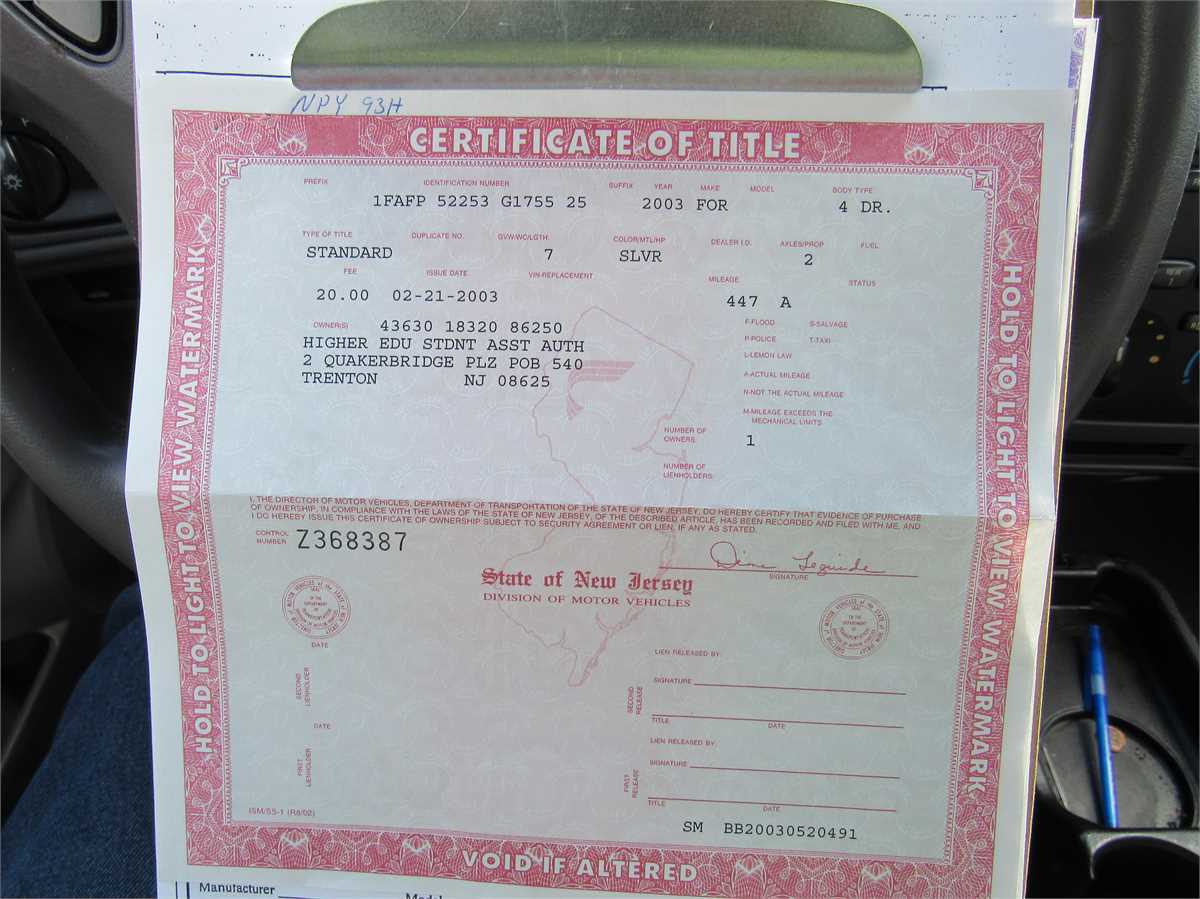 NPY 93H
CERTIFICATE OF TITLE
HOLD TO LIGHT TO VIEW WATERMARK
HOLD TO LIGHT TO VIEW WATERMARK
PREFIX IDENTIFICATION NUMBER SUFFIX YEAR MAKE MODEL BODY TYPE
1FAFP 52253 G1755 25 2003 FOR 4 DR.
TYPE OF TITLE DUPLICATE NO. GVW/WC/LGTH. COLOR/MTL/HP DEALER I.D. AXLES/PROP FUEL
STANDARD 7 SLVR 2
FEE ISSUE DATE VIN-REPLACEMENT MILEAGE STATUS
20.00 02-21-2003 447 A
OWNER(S) 43630 18320 86250
HIGHER EDU STDNT ASST AUTH
2 QUAKERBRIDGE PLZ POB 540
TRENTON NJ 08625
F-FLOOD S-SALVAGE
P-POLICE T-TAXI
L-LEMON LAW
A-ACTUAL MILEAGE
N-NOT THE ACTUAL MILEAGE
M-MILEAGE EXCEEDS THE
MECHANICAL LIMITS
NUMBER OF
OWNERS: 1
NUMBER OF
LIENHOLDERS:
I, THE DIRECTOR OF MOTOR VEHICLES, DEPARTMENT OF TRANSPORTATION OF THE STATE OF NEW JERSEY, DO HEREBY CERTIFY THAT EVIDENCE OF PURCHASE
OF OWNERSHIP, IN COMPLIANCE WITH THE LAWS OF THE STATE OF NEW JERSEY, OF THE DESCRIBED ARTICLE, HAS BEEN RECORDED AND FILED WITH ME, AND
I DO HEREBY ISSUE THIS CERTIFICATE OF OWNERSHIP SUBJECT TO SECURITY AGREEMENT OR LIEN, IF ANY AS STATED.
CONTROL
NUMBER Z368387
SIGNATURE
State of New Jersey
DIVISION OF MOTOR VEHICLES
DATE
SECOND
LIENHOLDER
DATE
FIRST
LIENHOLDER
LIEN RELEASED BY:
SIGNATURE
SECOND
RELEASE
TITLE DATE
LIEN RELEASED BY:
SIGNATURE
FIRST
RELEASE
TITLE DATE
ISM/SS-1 (R8/02)
SM BB20030520491
VOID IF ALTERED
Manufacturer